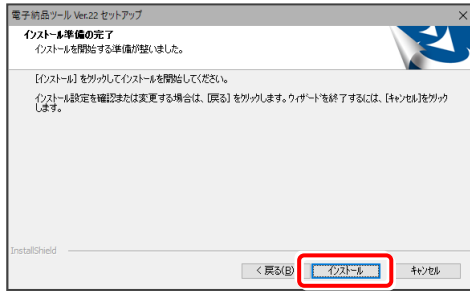 電子納品ツール Ver.22 セットアップ
インストール準備の完了
インストールを開始する準備が整いました。
[インストール] をクリックしてインストールを開始してください。
インストール設定を確認または変更する場合は、[戻る] をクリックします。ウィザードを終了するには、[キャンセル]をクリック
します。
InstallShield
< 戻る(B)
インストール
キャンセル